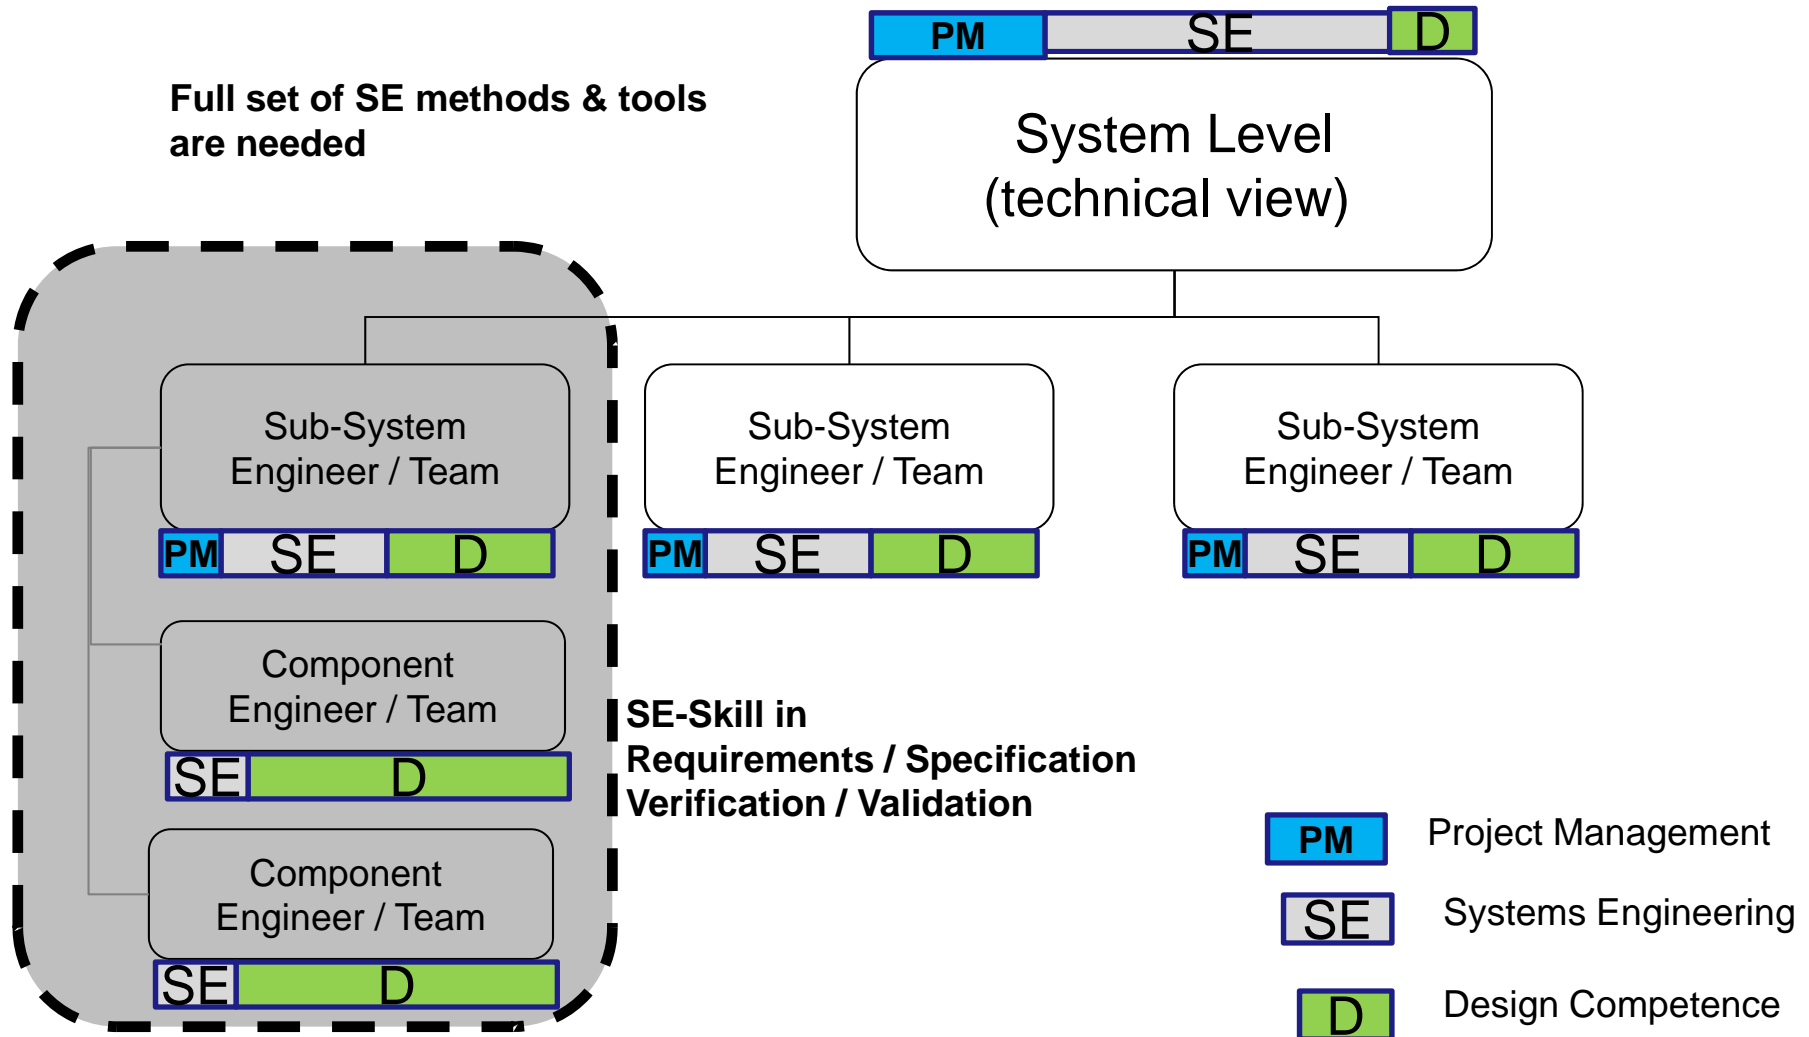 PM SE D
Full set of SE methods & tools
are needed
System Level
(technical view)
Sub-System
Engineer / Team
PM SE D
Sub-System
Engineer / Team
PM SE D
Sub-System
Engineer / Team
PM SE D
Component
Engineer / Team
SE D
SE-Skill in
Requirements / Specification
Verification / Validation
Component
Engineer / Team
SE D
PM Project Management
SE Systems Engineering
D Design Competence